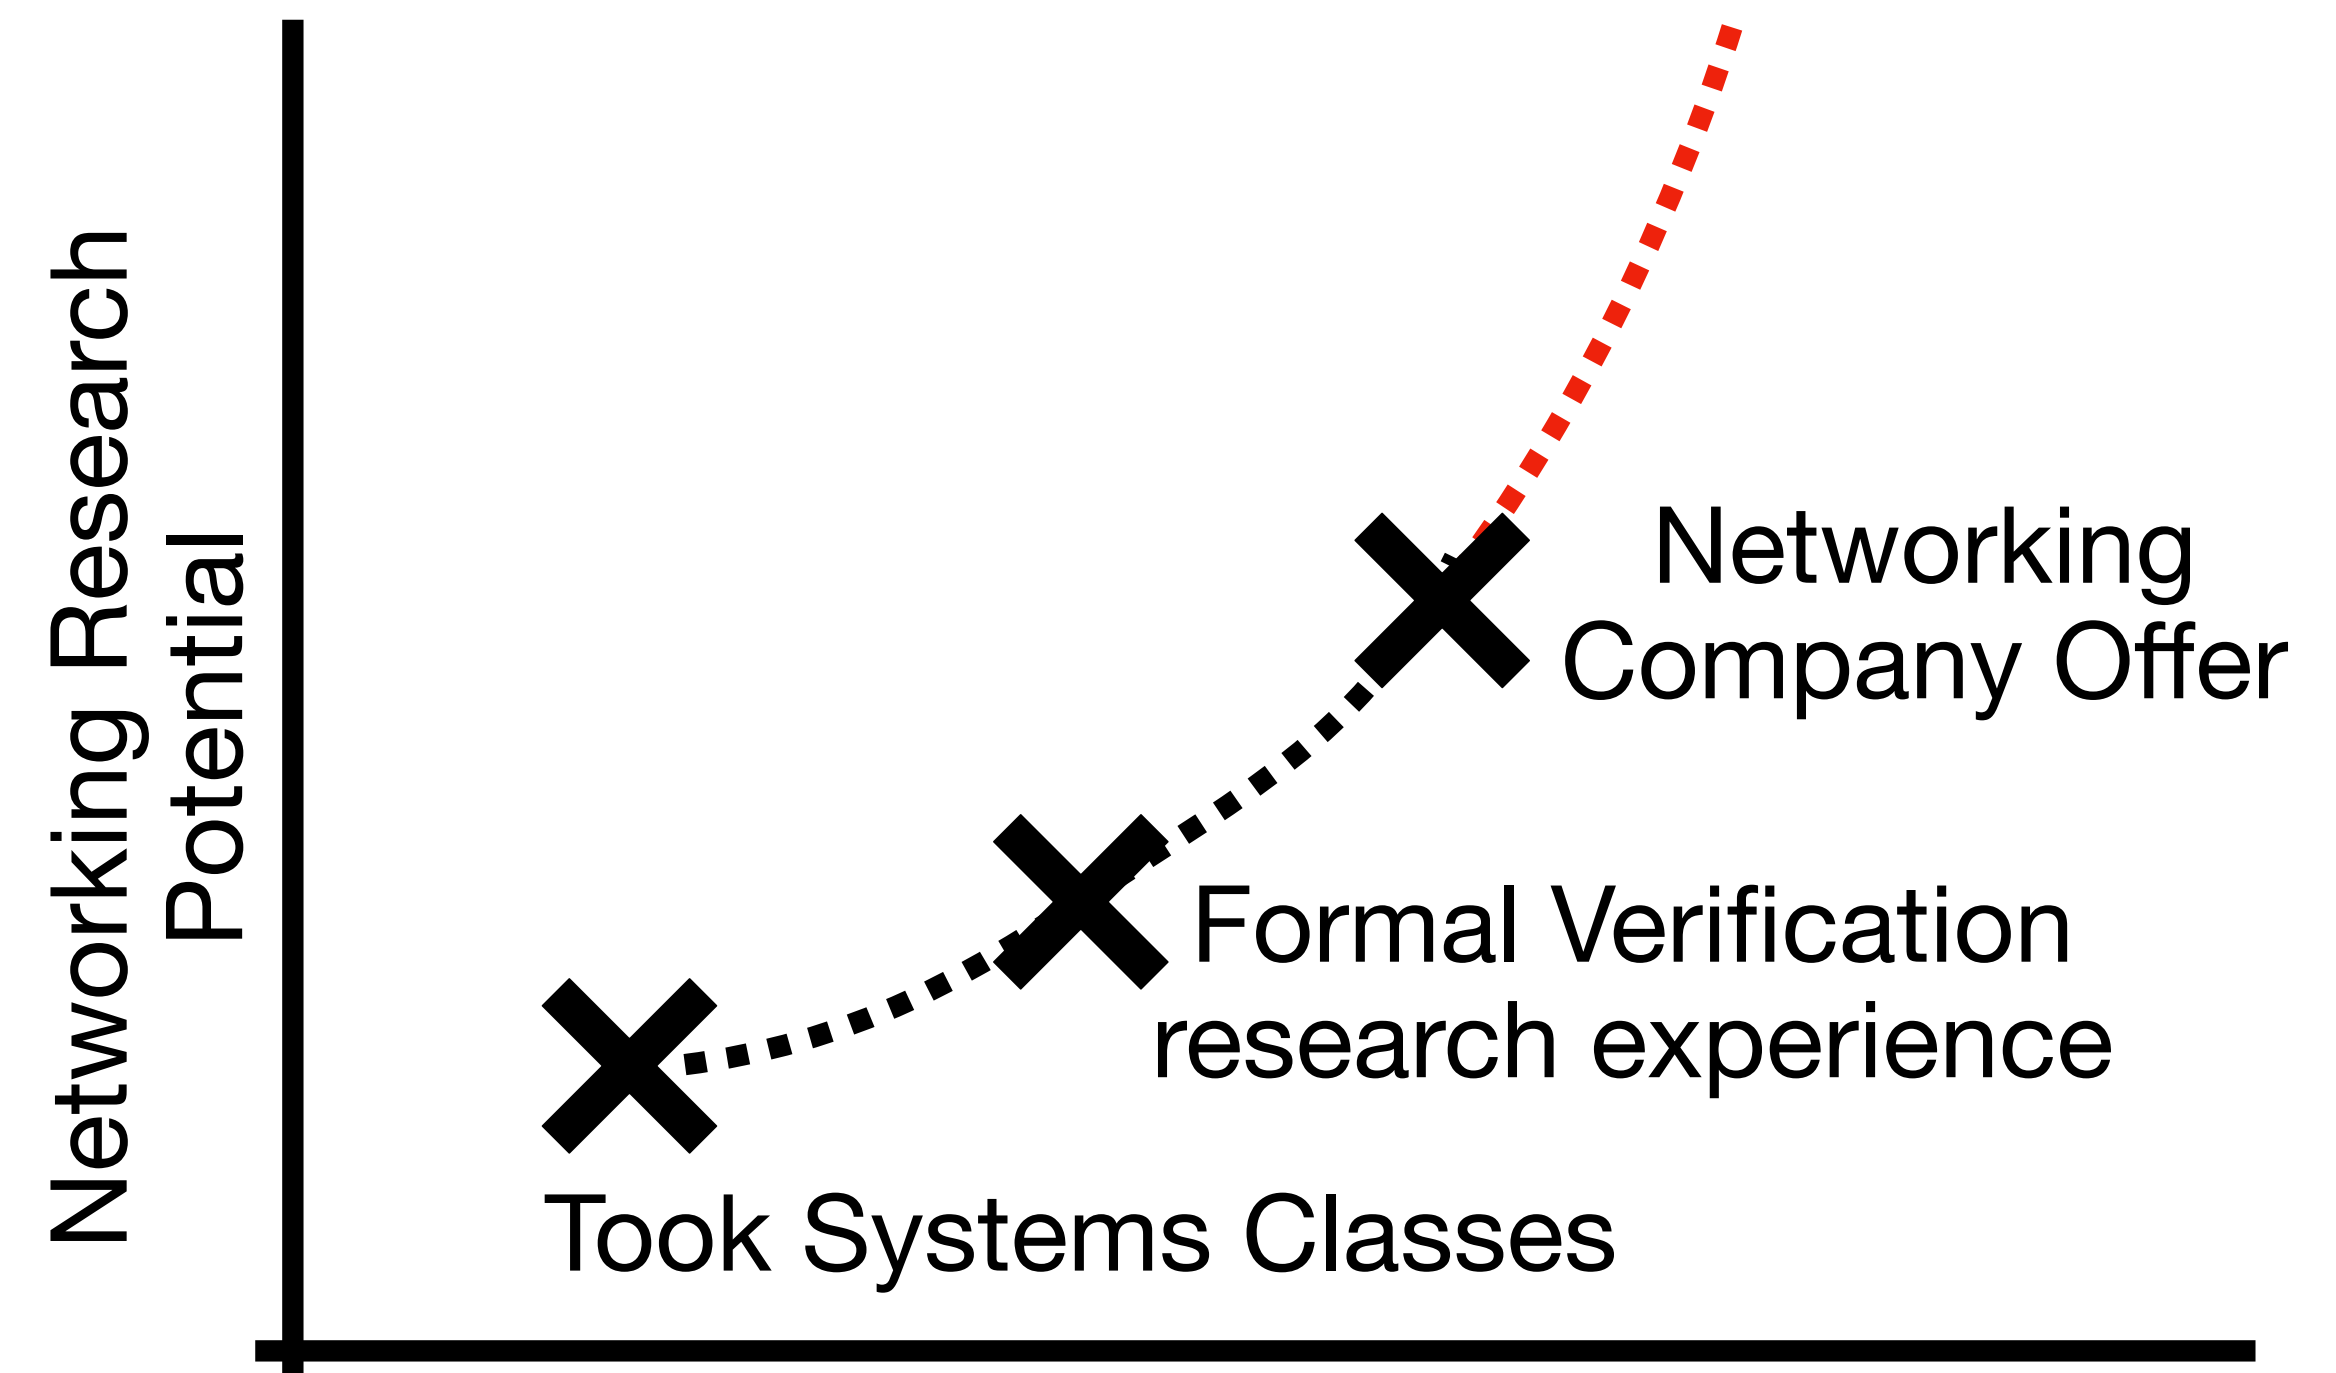 Networking Research
Potential
Networking
Company Offer
Formal Verification
research experience
Took Systems Classes